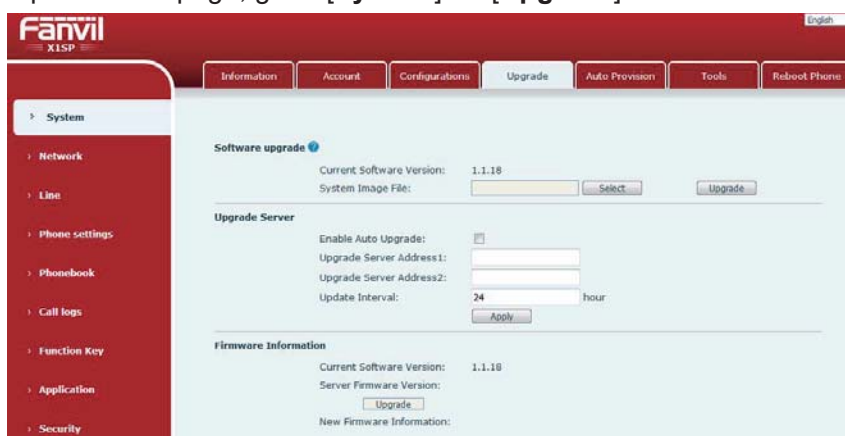 Fanvil
X1SP
English
Information Account Configurations Upgrade Auto Provision Tools Reboot Phone
› System
› Network
› Line
› Phone settings
› Phonebook
› Call logs
› Function Key
› Application
› Security
Software upgrade ?
Current Software Version: 1.1.18
System Image File: Select Upgrade
Upgrade Server
Enable Auto Upgrade:
Upgrade Server Address1:
Upgrade Server Address2:
Update Interval: 24 hour
Apply
Firmware Information
Current Software Version: 1.1.18
Server Firmware Version:
Upgrade
New Firmware Information: